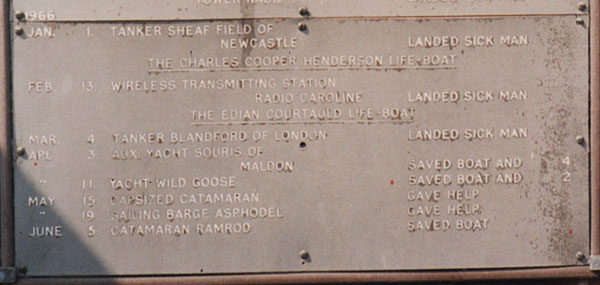 1966
JAN. 1. TANKER SHEAF FIELD OF
NEWCASTLE LANDED SICK MAN
THE CHARLES COOPER HENDERSON LIFE-BOAT
FEB. 13. WIRELESS TRANSMITTING STATION
RADIO CAROLINE LANDED SICK MAN
THE EDIAN COURTAULD LIFE-BOAT
MAR. 4. TANKER BLANDFORD OF LONDON LANDED SICK MAN
APL. 3. AUX. YACHT SOURIS OF
MALDON SAVED BOAT AND 4
" 11. YACHT WILD GOOSE SAVED BOAT AND 2
MAY 15 CAPSIZED CATAMARAN GAVE HELP
" 19 SAILING BARGE ASPHODEL GAVE HELP
JUNE 5 CATAMARAN RAMROD SAVED BOAT